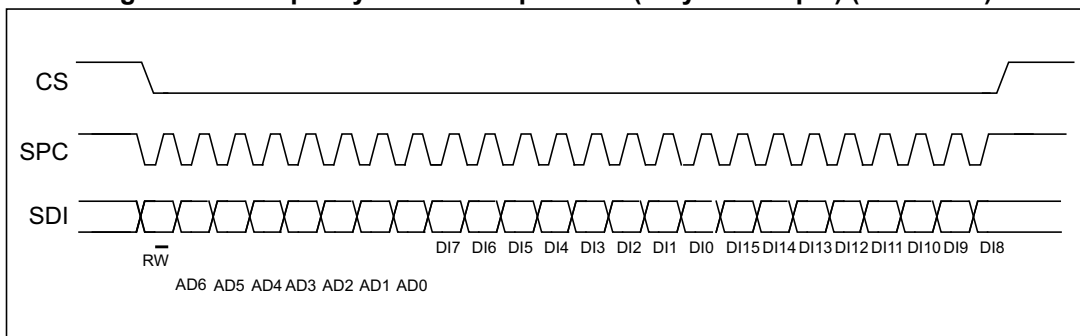 CS
SPC
SDI
RW
DI7 DI6 DI5 DI4 DI3 DI2 DI1 DI0 DI15 DI14 DI13 DI12 DI11 DI10 DI9 DI8
AD6 AD5 AD4 AD3 AD2 AD1 AD0